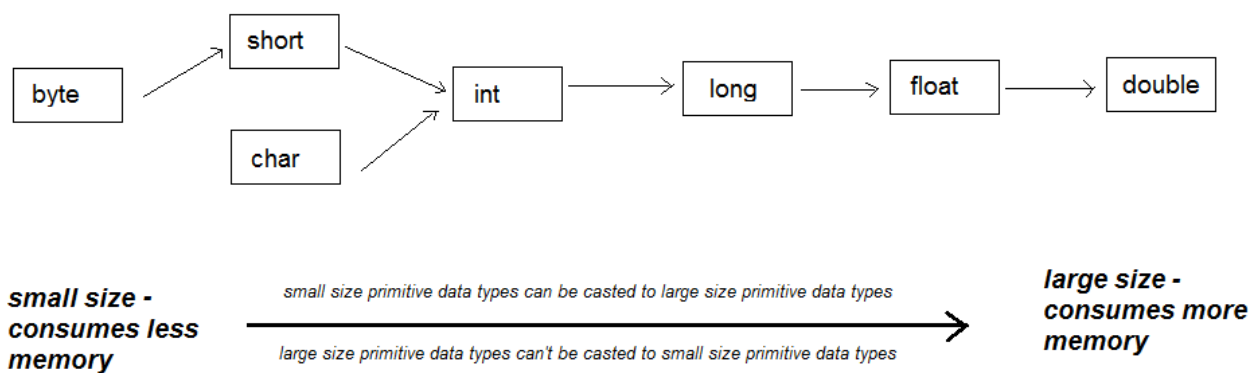 short
byte
int
long
float
double
char
small size -
consumes less
memory
small size primitive data types can be casted to large size primitive data types
large size primitive data types can't be casted to small size primitive data types
large size -
consumes more
memory